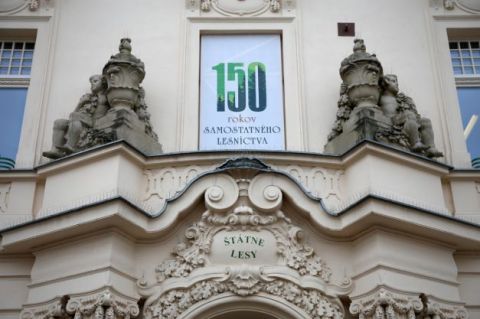 150
rokov
SAMOSTATNÉHO
LESNÍCTVA
ŠTÁTNE
LESY